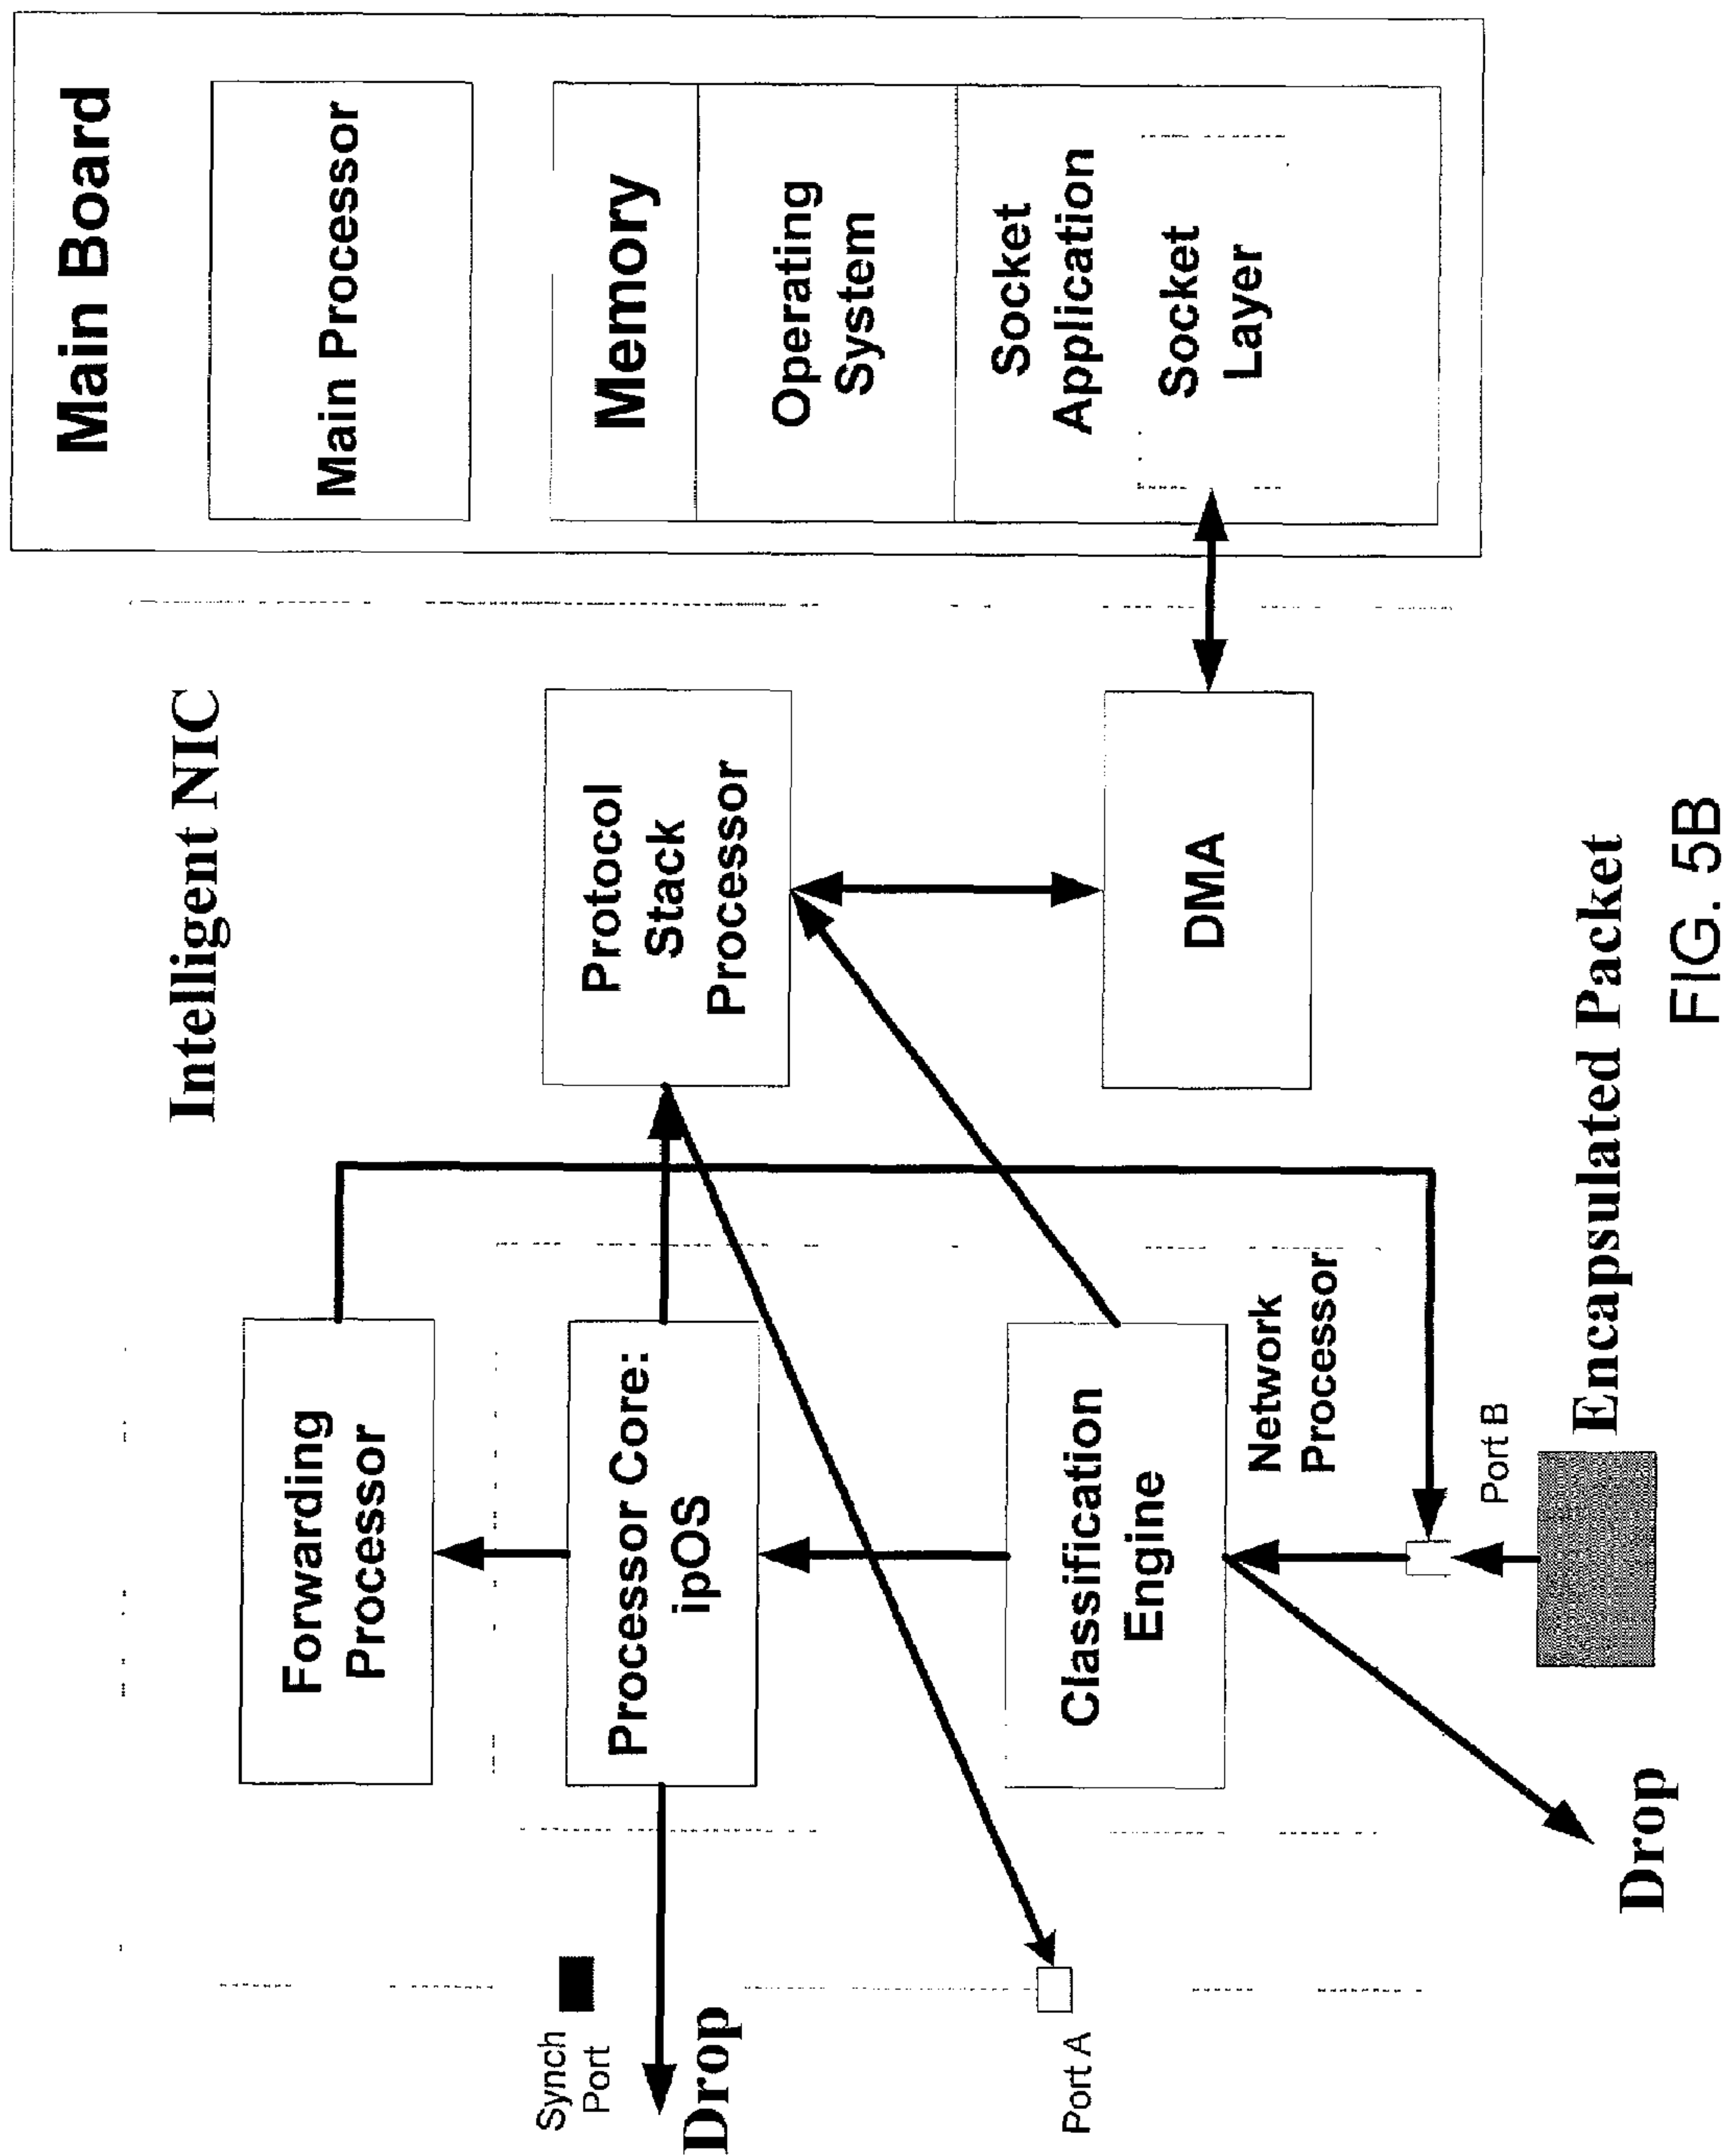 Intelligent NIC
Main Board
Main Processor
Memory
Operating
System
Socket
Application
Socket
Layer
Forwarding
Processor
Processor Core:
ipOS
Protocol
Stack
Processor
Synch
Port
Drop
Classification
Engine
DMA
Port A
Network
Processor
Port B
Drop
Encapsulated Packet
FIG. 5B